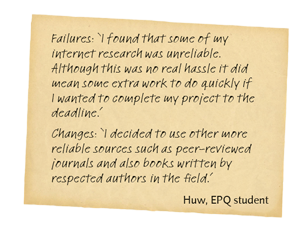 Failures: ‘I found that some of my
internet research was unreliable.
Although this was no real hassle it did
mean some extra work to do quickly if
I wanted to complete my project to the
deadline.’
Changes: ‘I decided to use other more
reliable sources such as peer-reviewed
journals and also books written by
respected authors in the field.’
Huw, EPQ student